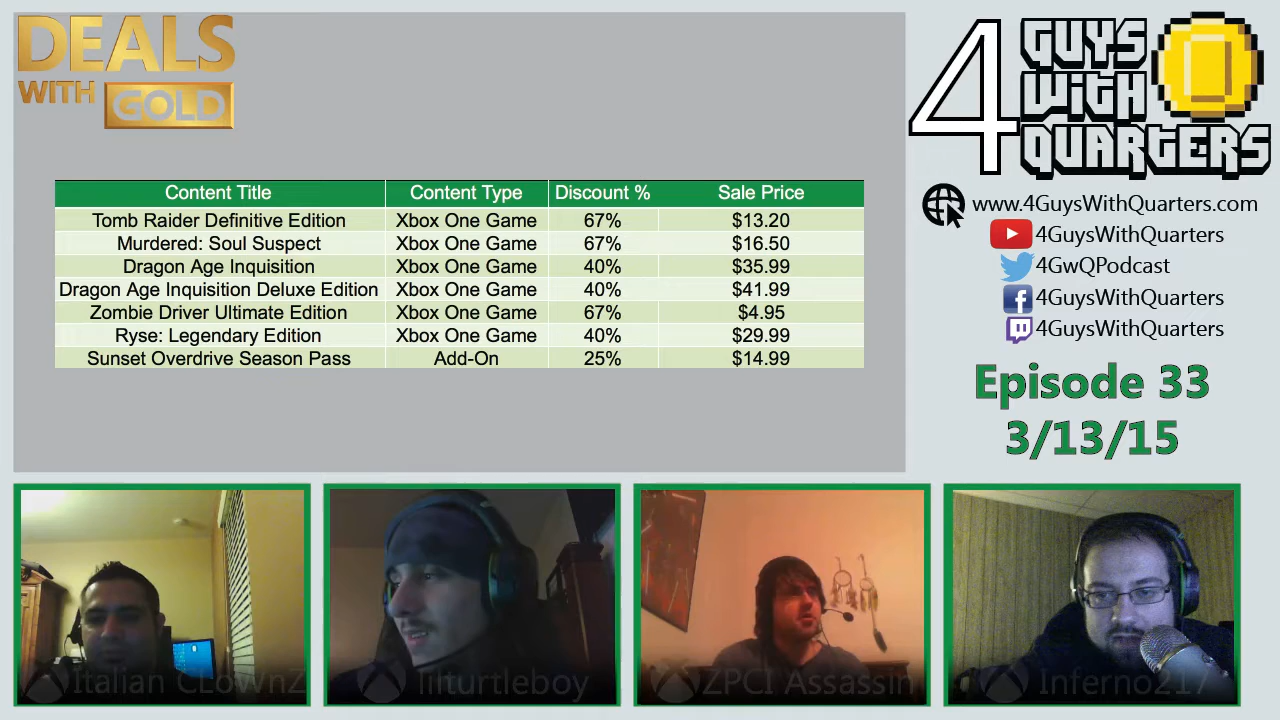 DEALS
WITH GOLD
Content Title Content Type Discount % Sale Price
Tomb Raider Definitive Edition Xbox One Game 67% $13.20
Murdered: Soul Suspect Xbox One Game 67% $16.50
Dragon Age Inquisition Xbox One Game 40% $35.99
Dragon Age Inquisition Deluxe Edition Xbox One Game 40% $41.99
Zombie Driver Ultimate Edition Xbox One Game 67% $4.95
Ryse: Legendary Edition Xbox One Game 40% $29.99
Sunset Overdrive Season Pass Add-On 25% $14.99
4 GUYS
WITH
QUARTERS
www.4GuysWithQuarters.com
4GuysWithQuarters
4GwQPodcast
4GuysWithQuarters
4GuysWithQuarters
Episode 33
3/13/15
Italian CLownZ
lilturtleboy
ZPCI Assassin
Inferno217